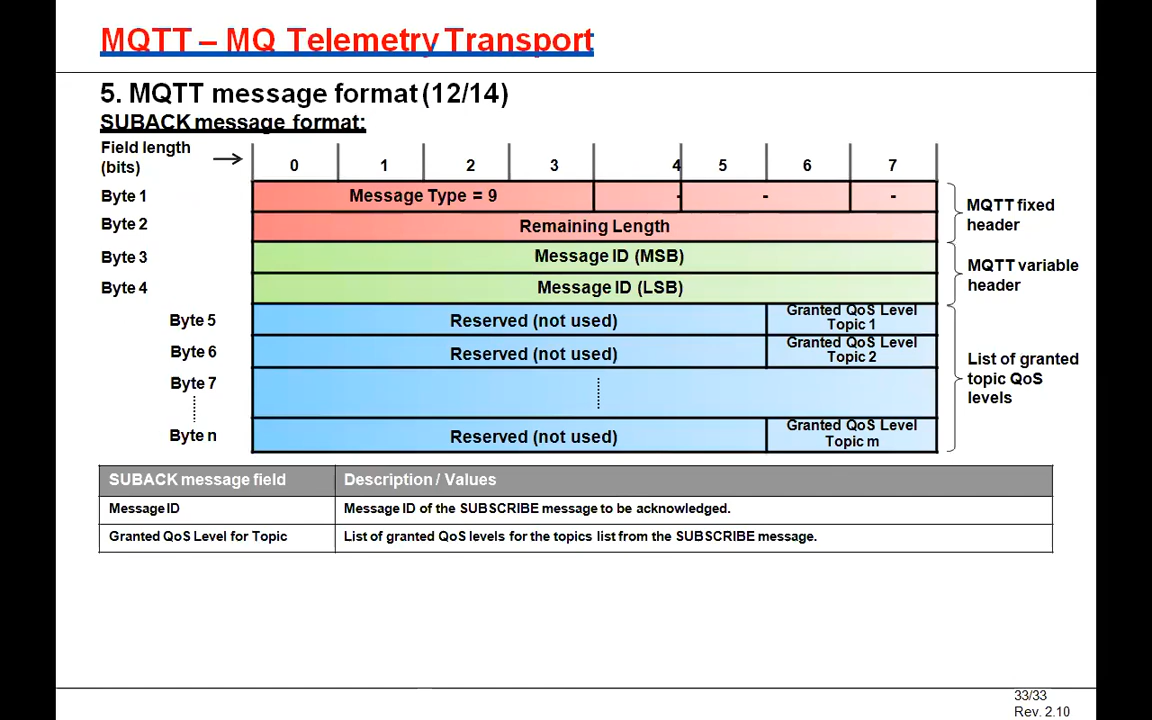 MQTT – MQ Telemetry Transport
5. MQTT message format (12/14)
SUBACK message format:
Field length
(bits)
0 1 2 3 4 5 6 7
Byte 1 Message Type = 9 - - -
Byte 2 Remaining Length
MQTT fixed
header
Byte 3 Message ID (MSB)
Byte 4 Message ID (LSB)
MQTT variable
header
Byte 5 Reserved (not used) Granted QoS Level
Topic 1
Byte 6 Reserved (not used) Granted QoS Level
Topic 2
Byte 7
Byte n Reserved (not used) Granted QoS Level
Topic m
List of granted
topic QoS
levels
SUBACK message field Description / Values
Message ID Message ID of the SUBSCRIBE message to be acknowledged.
Granted QoS Level for Topic List of granted QoS levels for the topics list from the SUBSCRIBE message.
33/33
Rev. 2.10